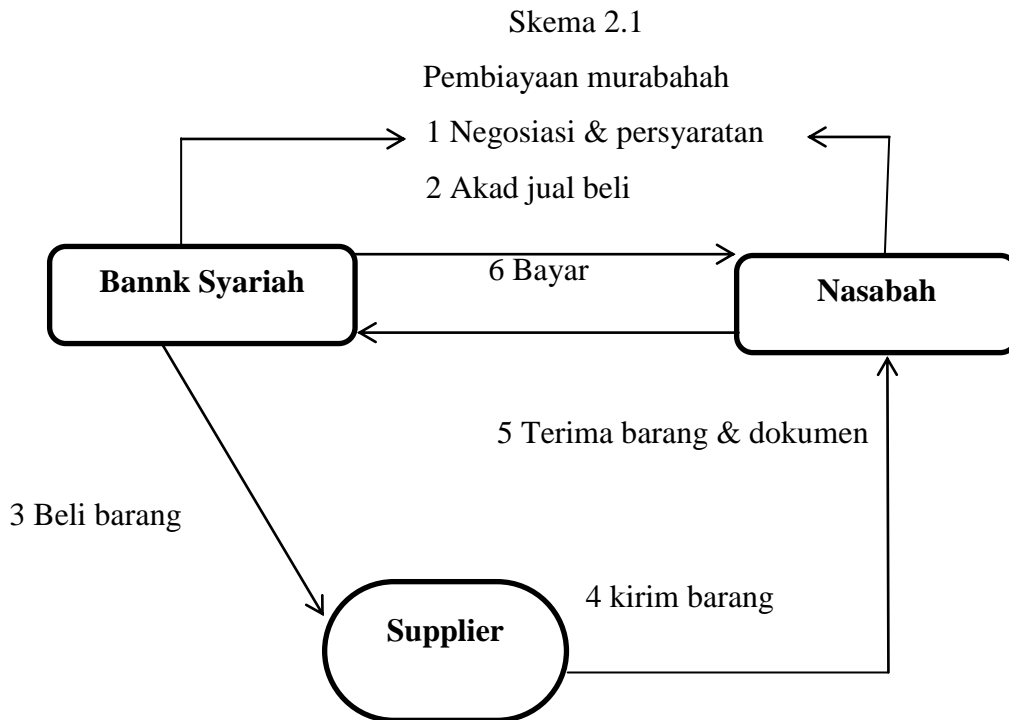 Skema 2.1
Pembiayaan murabahah
1 Negosiasi & persyaratan
2 Akad jual beli
6 Bayar
Bannk Syariah
Nasabah
5 Terima barang & dokumen
3 Beli barang
4 kirim barang
Supplier